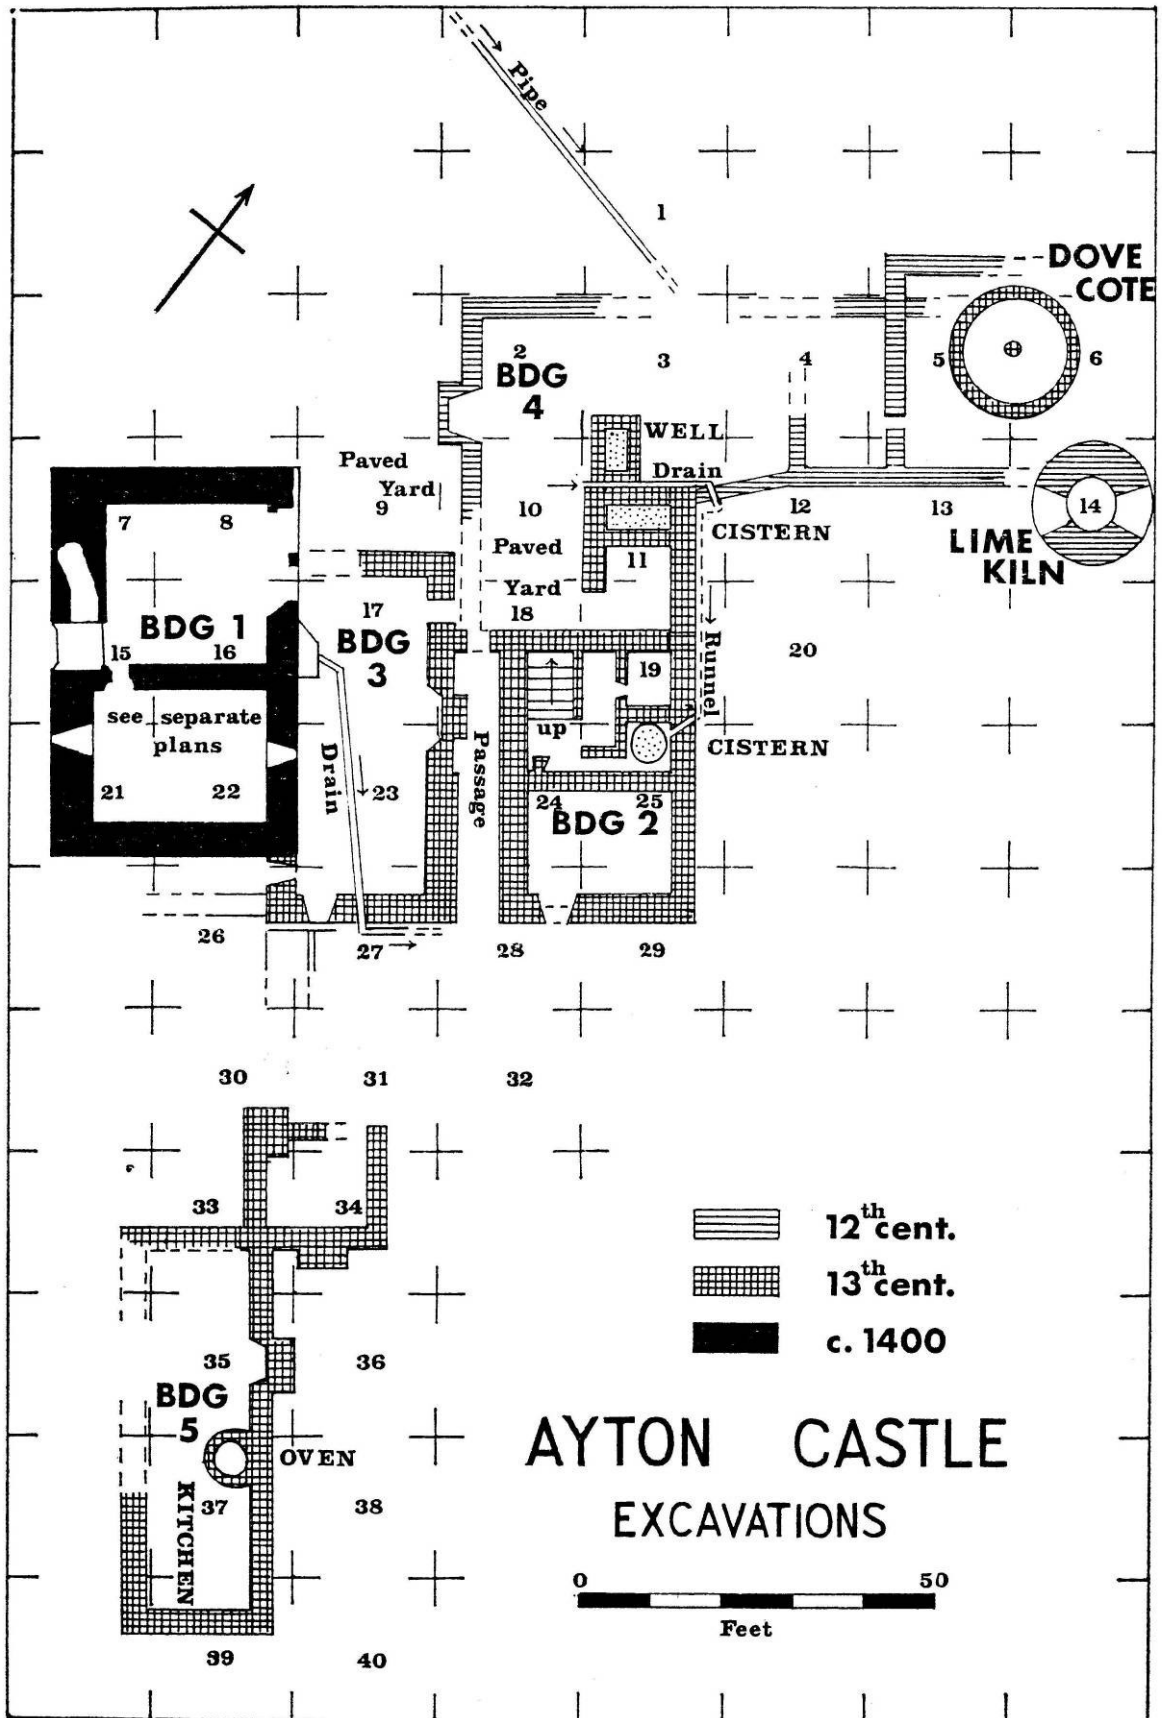 Pipe
1
DOVE
COTE
2
3
4
5
6
BDG
4
WELL
Paved
Yard
Drain
7
8
9
10
12
13
14
CISTERN
LIME
KILN
Paved
Yard
11
17
18
BDG 1
BDG
3
15
16
19
20
Runnel
see separate
plans
up
CISTERN
Drain
Passage
21
22
23
24
25
BDG 2
26
27
28
29
30
31
32
33
34
12th cent.
13th cent.
c. 1400
35
36
BDG
5
OVEN
37
38
KITCHEN
39
40
AYTON CASTLE
EXCAVATIONS
0 50
Feet